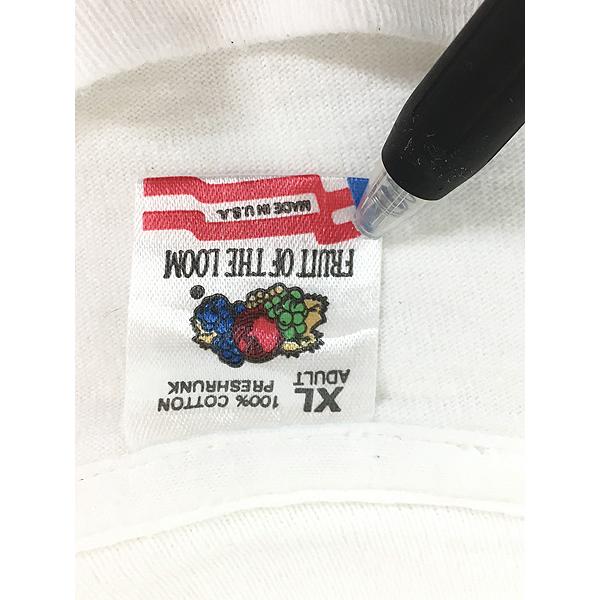 XL
ADULT
100% COTTON
PRESHRUNK
FRUIT OF THE LOOM
MADE IN U.S.A.